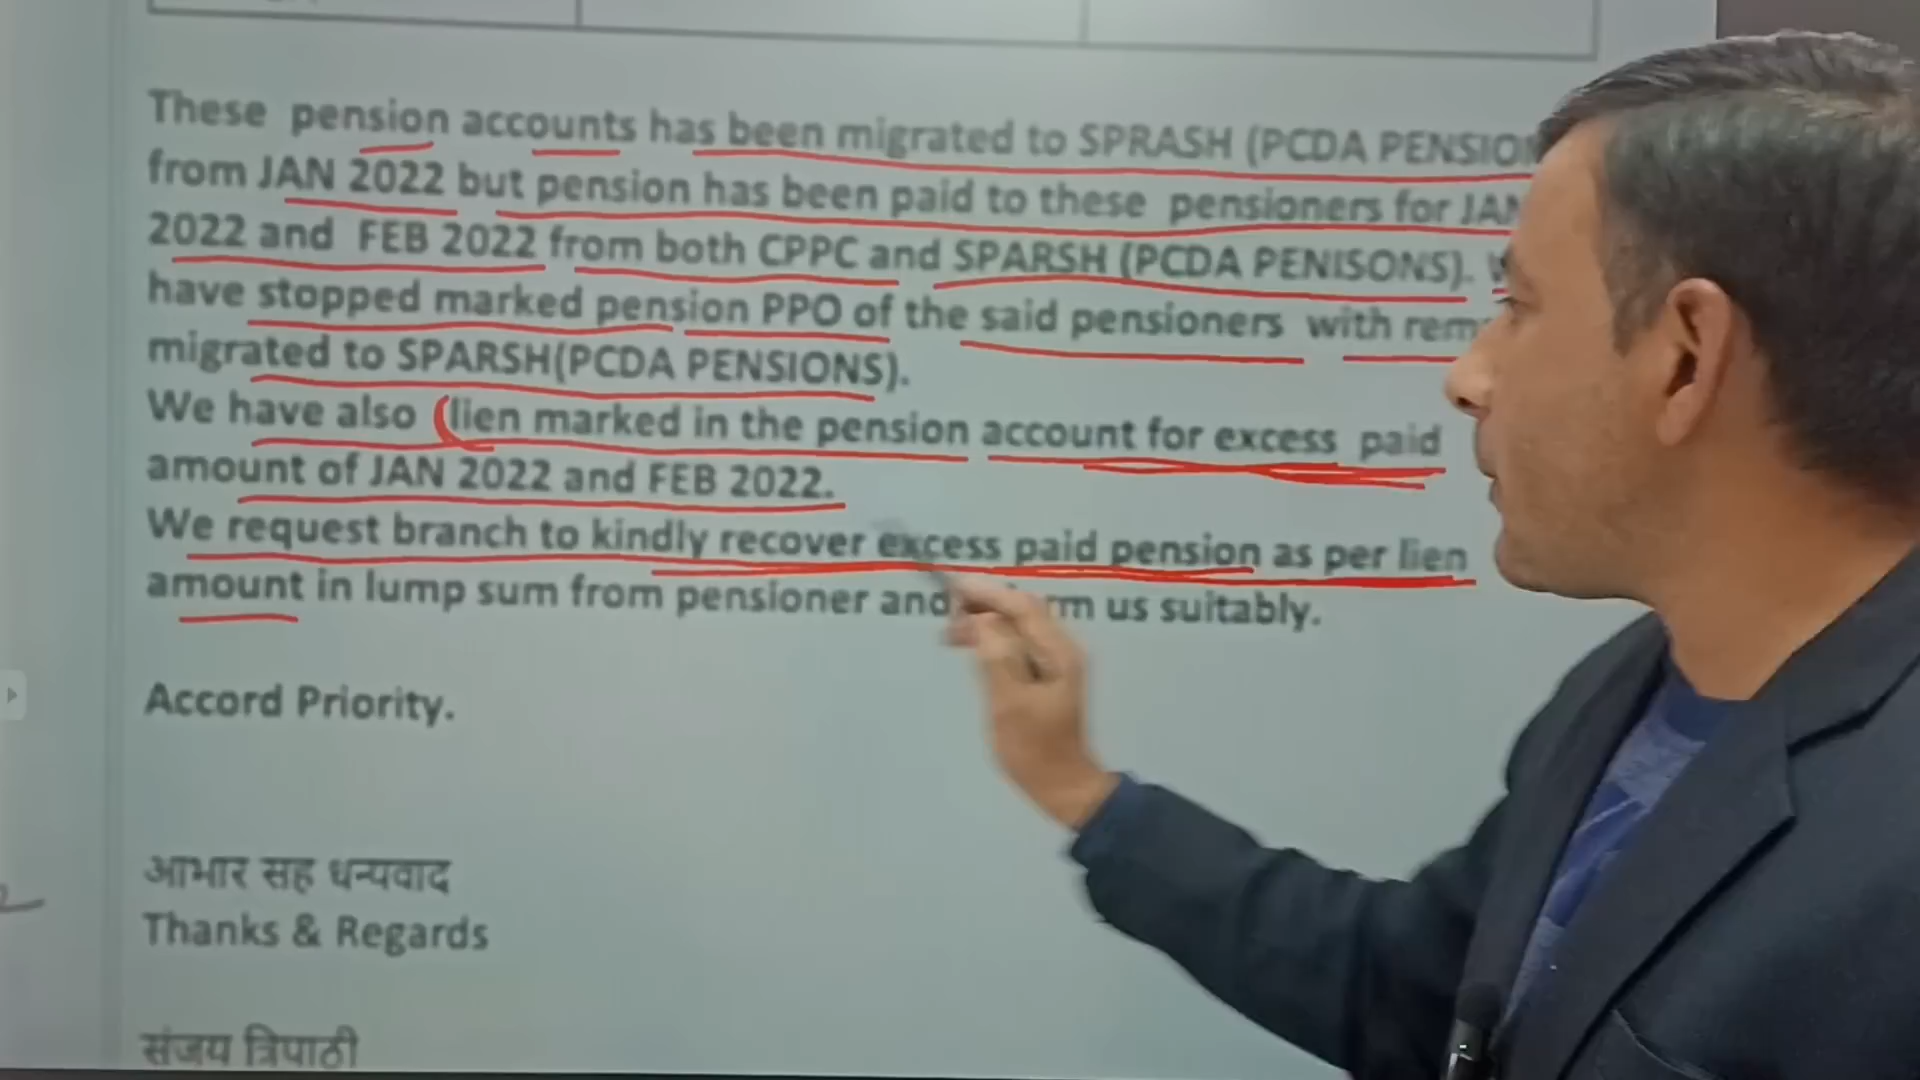 These pension accounts has been migrated to SPRASH (PCDA PENSION
from JAN 2022 but pension has been paid to these pensioners for JAN
2022 and FEB 2022 from both CPPC and SPARSH (PCDA PENISONS).
have stopped marked pension PPO of the said pensioners with
migrated to SPARSH(PCDA PENSIONS).
We have also lien marked in the pension account for excess paid
amount of JAN 2022 and FEB 2022.
We request branch to kindly recover excess paid pension as per lien
amount in lump sum from pensioner and us suitably.
Accord Priority.
आभार सह धन्यवाद
Thanks & Regards
संजय त्रिपाठी